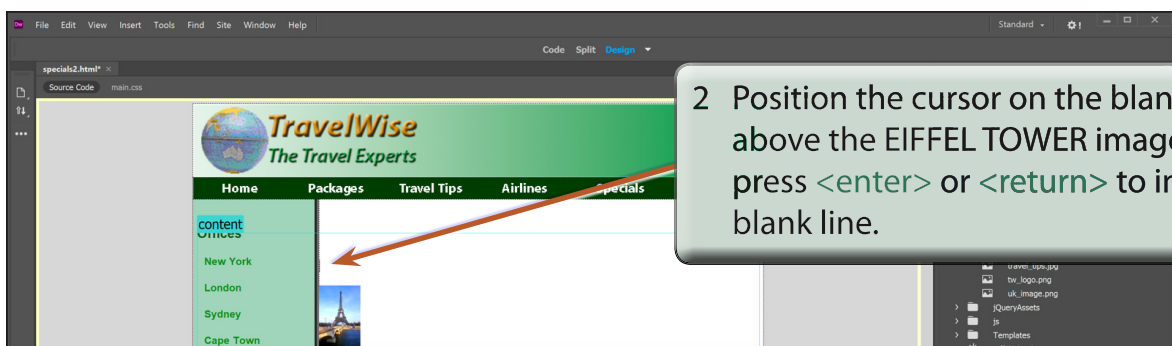 Dw File Edit View Insert Tools Find Site Window Help Standard
Code Split Design
specials2.html* ×
Source Code main.css
TravelWise
The Travel Experts
Home Packages Travel Tips Airlines Specials
content
Offices
New York
London
Sydney
Cape Town
2 Position the cursor on the blan
above the EIFFEL TOWER image
press <enter> or <return> to in
blank line.
travel_tips.jpg
tw_logo.png
uk_image.png
jQueryAssets
js
Templates